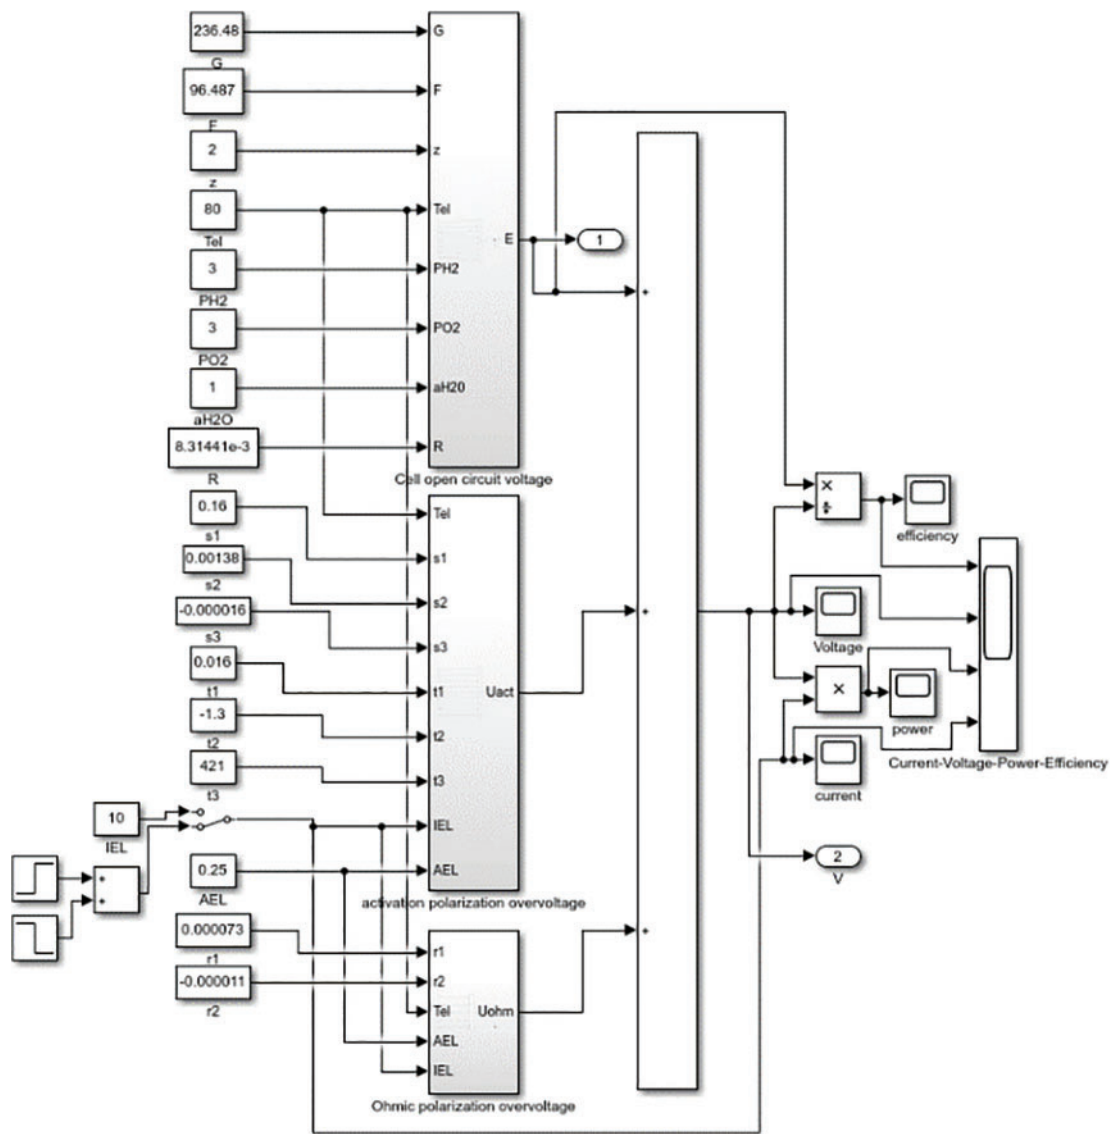 236.48
G
G
96.487
F
F
2
z
z
80
Tel
Tel
E
1
3
PH2
PH2
3
PO2
PO2
1
aH20
aH2O
8.31441e-3
R
R
Cell open circuit voltage
0.16
Tel
s1
s1
0.00138
s2
s2
-0.000016
s3
s3
0.016
t1
t1
Uact
-1.3
t2
t2
421
t3
t3
10
IEL
IEL
0.25
AEL
AEL
activation polarization overvoltage
0.000073
r1
r1
-0.000011
r2
r2
Tel
Uohm
AEL
IEL
Ohmic polarization overvoltage
+
+
+
+
+
×
÷
efficiency
Voltage
×
power
current
Current-Voltage-Power-Efficiency
2
V